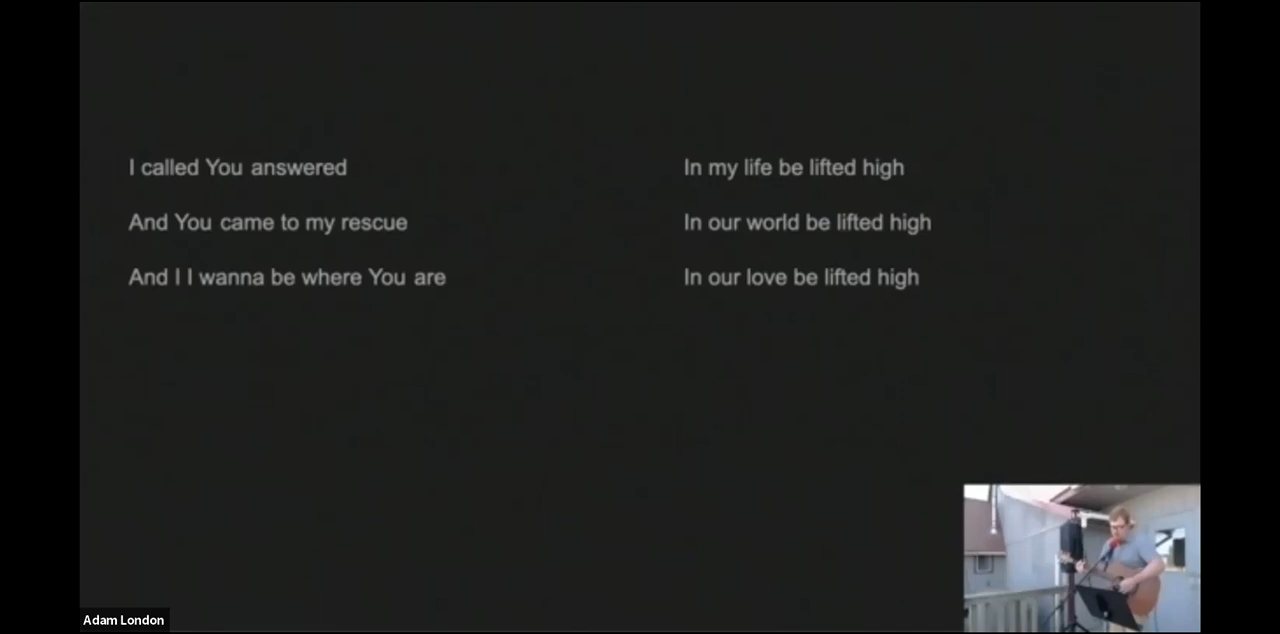 I called You answered
And You came to my rescue
And I I wanna be where You are
In my life be lifted high
In our world be lifted high
In our love be lifted high
Adam London